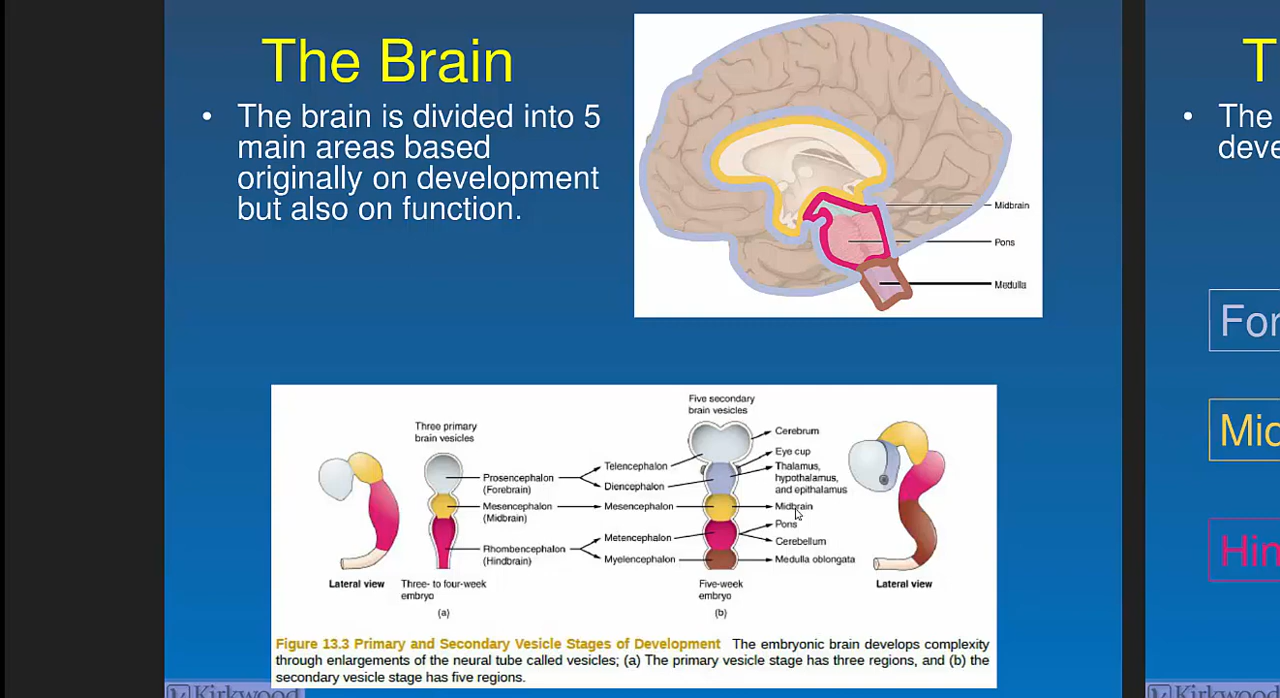 The Brain
• The brain is divided into 5
main areas based
originally on development
but also on function.
Midbrain
Pons
Medulla
Three primary
brain vesicles
Prosencephalon
(Forebrain)
Mesencephalon
(Midbrain)
Rhombencephalon
(Hindbrain)
Lateral view
Three- to four-week
embryo
(a)
Telencephalon
Diencephalon
Mesencephalon
Metencephalon
Myelencephalon
Five secondary
brain vesicles
Cerebrum
Eye cup
Thalamus,
hypothalamus,
and epithalamus
Midbrain
Pons
Cerebellum
Medulla oblongata
Five-week
embryo
(b)
Lateral view
Figure 13.3 Primary and Secondary Vesicle Stages of Development The embryonic brain develops complexity
through enlargements of the neural tube called vesicles; (a) The primary vesicle stage has three regions, and (b) the
secondary vesicle stage has five regions.
Kirkwood
T
• The
deve
For
Mid
Hin
Kirkwood